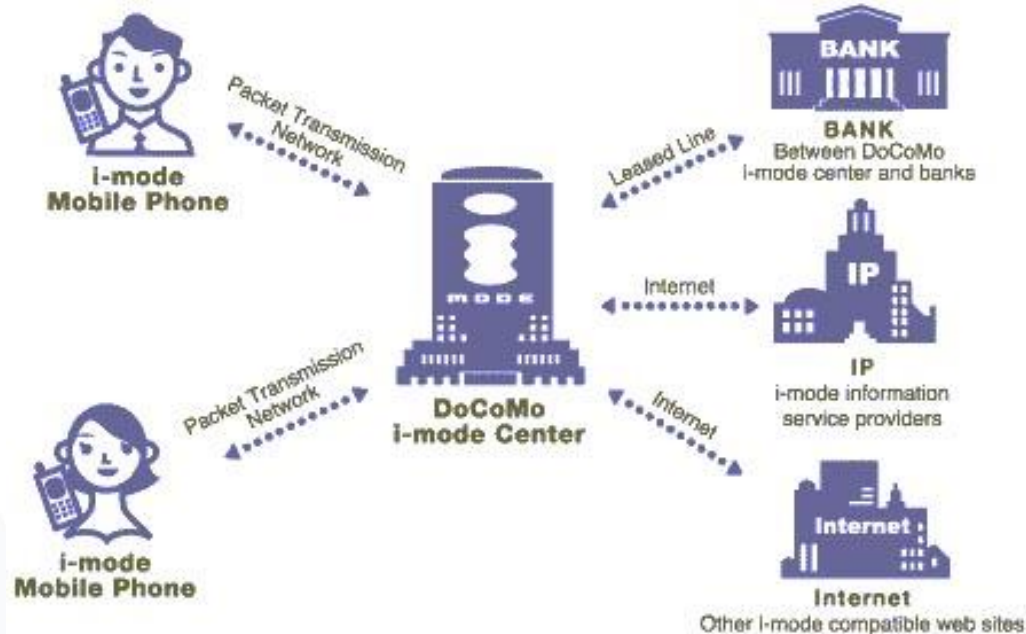 i-mode
Mobile Phone
Packet Transmission
Network
i-mode
Mobile Phone
Packet Transmission
Network
MODE
DoCoMo
i-mode Center
Leased Line
BANK
BANK
Between DoCoMo
i-mode center and banks
Internet
IP
IP
i-mode information
service providers
Internet
Internet
Internet
Other i-mode compatible web sites